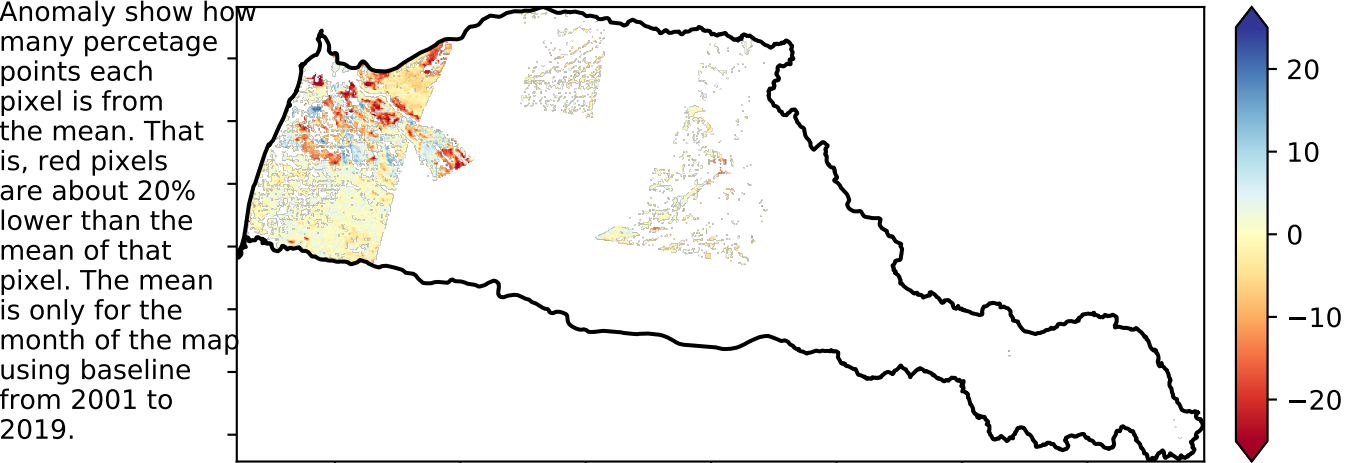 Anomaly show how
many percetage
points each
pixel is from
the mean. That
is, red pixels
are about 20%
lower than the
mean of that
pixel. The mean
is only for the
month of the map
using baseline
from 2001 to
2019.
20
10
0
−10
−20